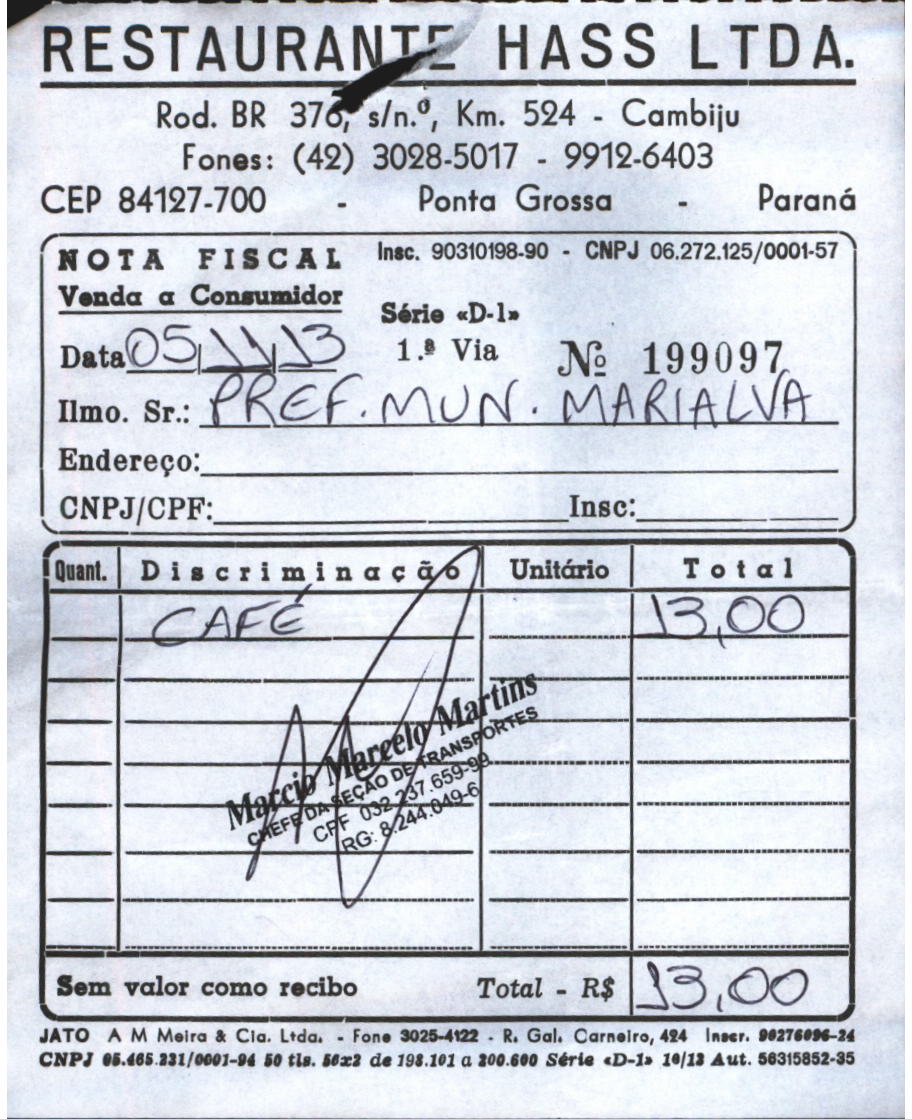 RESTAURANTE HASS LTDA.
Rod. BR 376, s/n.º, Km. 524 - Cambiju
Fones: (42) 3028-5017 - 9912-6403
CEP 84127-700 - Ponta Grossa - Paraná
NOTA FISCAL Insc. 90310198-90 - CNPJ 06.272.125/0001-57
Venda a Consumidor
Série «D-1»
Data 05 11 13 1.ª Via Nº 199097
Ilmo. Sr.: PREF. MUN. MARIALVA
Endereço:
CNPJ/CPF: Insc:
Quant. Discriminação Unitário Total
CAFÉ 13,00
Marcio Marcelo Martins
CHEFE DA SEÇÃO DE TRANSPORTES
CPF 032.237.659-99
RG: 8.244.049-6
Sem valor como recibo Total - R$ 13,00
JATO A M Meira & Cia. Ltda. - Fone 3025-4122 - R. Gal. Carneiro, 424 Inscr. 90276096-24
CNPJ 05.465.231/0001-94 50 tls. 50x2 de 198.101 a 200.600 Série «D-1» 10/13 Aut. 56315852-35